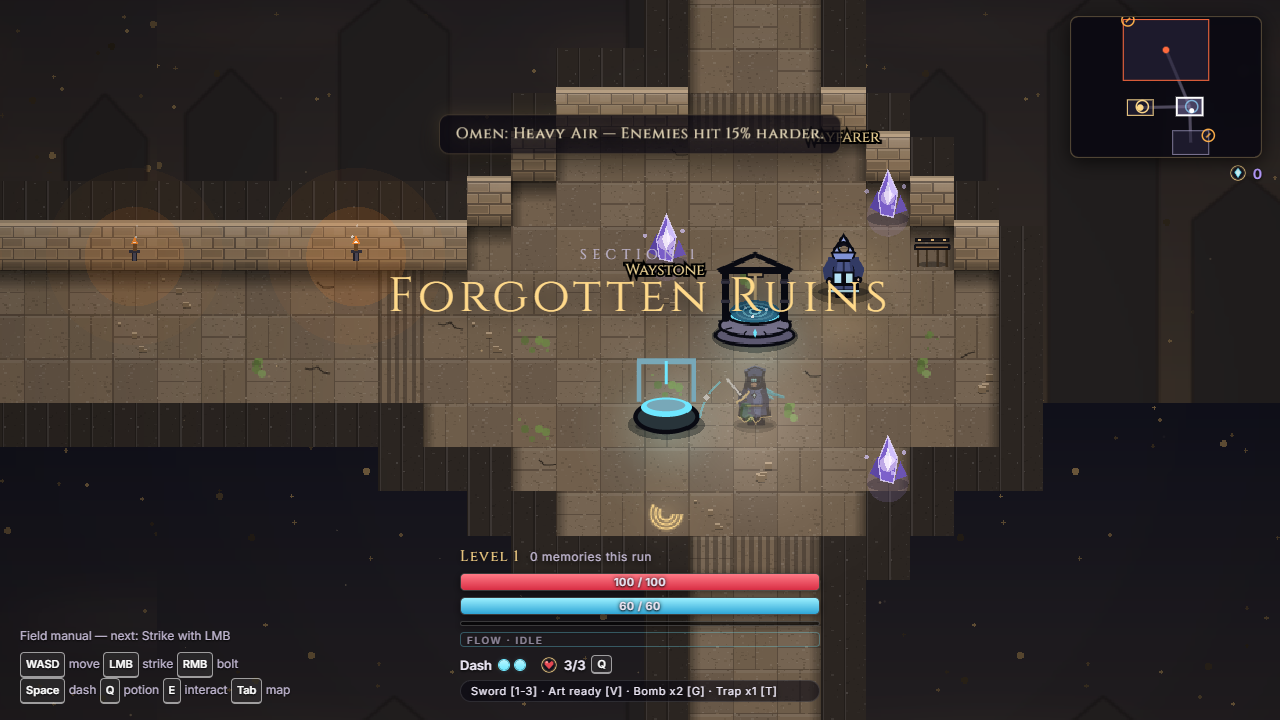 Omen: Heavy Air — Enemies hit 15% harder.
Wayfarer
0
SECTION 1
Waystone
Forgotten Ruins
Level 1 0 memories this run
100 / 100
60 / 60
FLOW · IDLE
Dash 3/3 Q
Sword [1-3] · Art ready [V] · Bomb x2 [G] · Trap x1 [T]
Field manual — next: Strike with LMB
WASD move LMB strike RMB bolt
Space dash Q potion E interact Tab map